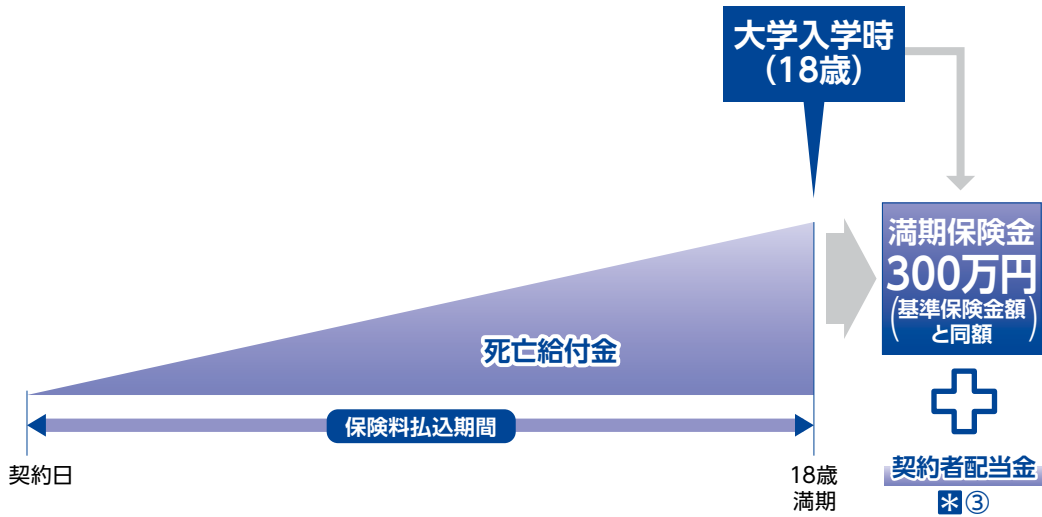 大学入学時
(18歳)
満期保険金
300万円
(基準保険金額
と同額)
死亡給付金
保険料払込期間
契約日
18歳
満期
契約者配当金
*③